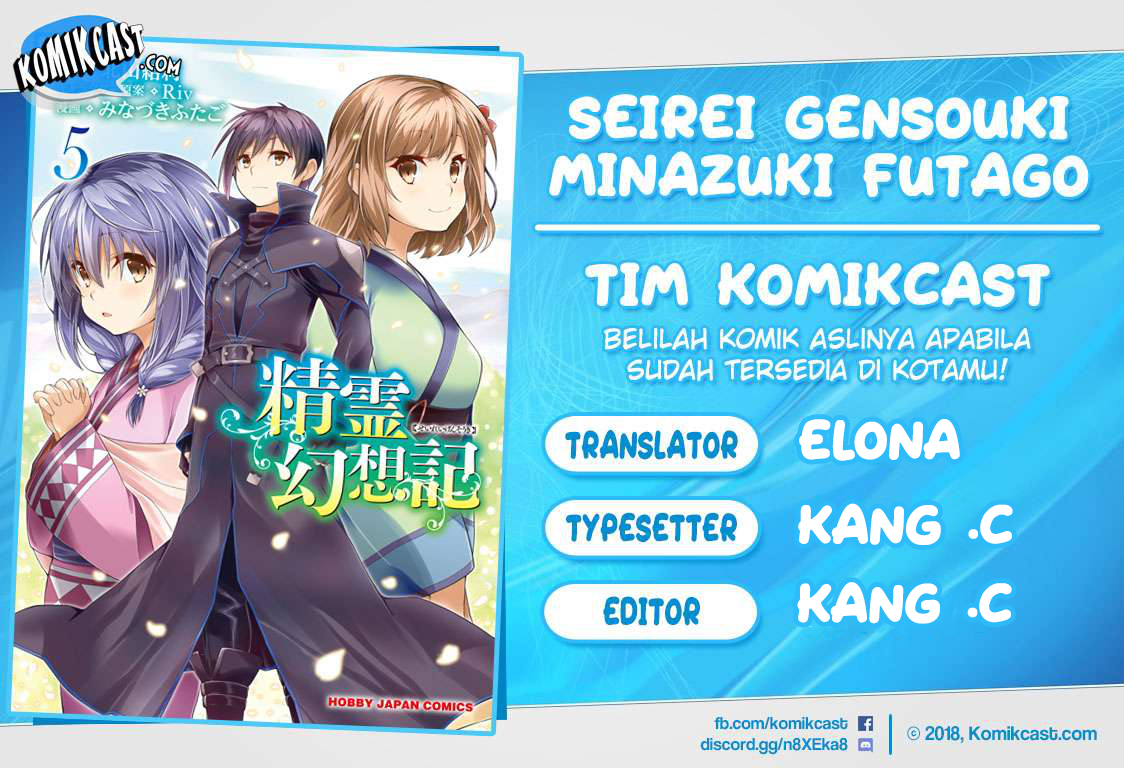 KOMIKCAST
.COM
Riv
みなづきふたご
5
精霊
幻想記
HOBBY JAPAN COMICS
SEIREI GENSOUKI
MINAZUKI FUTAGO
TIM KOMIKCAST
BELILAH KOMIK ASLINYA APABILA
SUDAH TERSEDIA DI KOTAMU!
TRANSLATOR ELONA
TYPESETTER KANG .C
EDITOR KANG .C
fb.com/komikcast
discord.gg/n8XEka8
© 2018, Komikcast.com